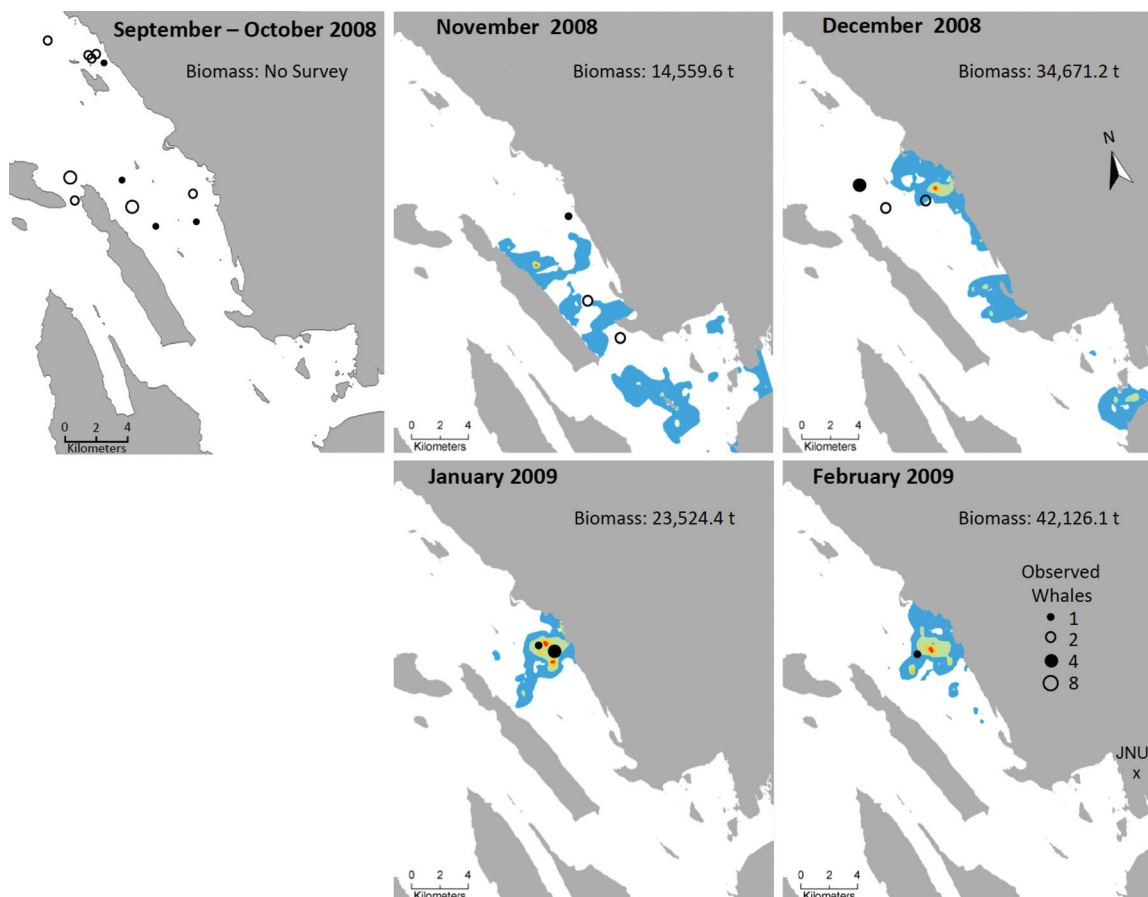 September – October 2008
Biomass: No Survey
0 2 4
Kilometers
November 2008
Biomass: 14,559.6 t
0 2 4
Kilometers
December 2008
Biomass: 34,671.2 t
N
0 2 4
Kilometers
January 2009
Biomass: 23,524.4 t
0 2 4
Kilometers
February 2009
Biomass: 42,126.1 t
Observed
Whales
1
2
4
8
JNU
x
0 2 4
Kilometers